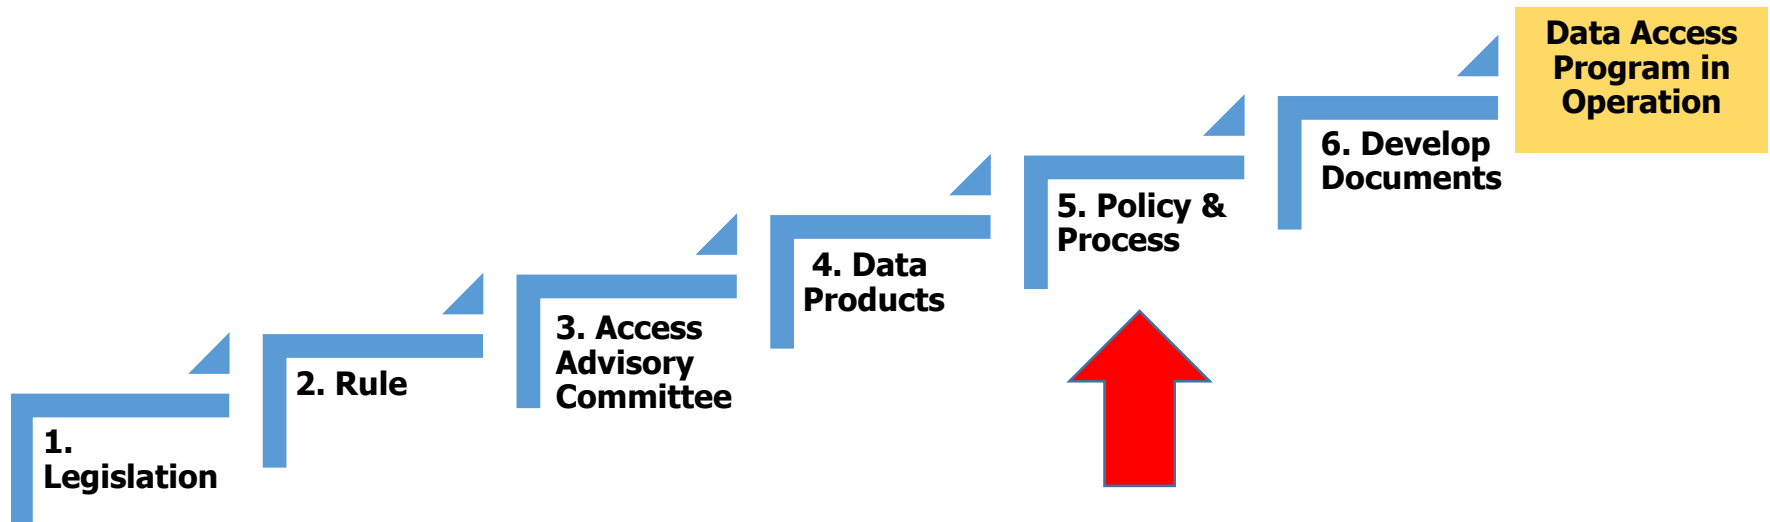 1.
Legislation
2. Rule
3. Access
Advisory
Committee
4. Data
Products
5. Policy &
Process
6. Develop
Documents
Data Access
Program in
Operation